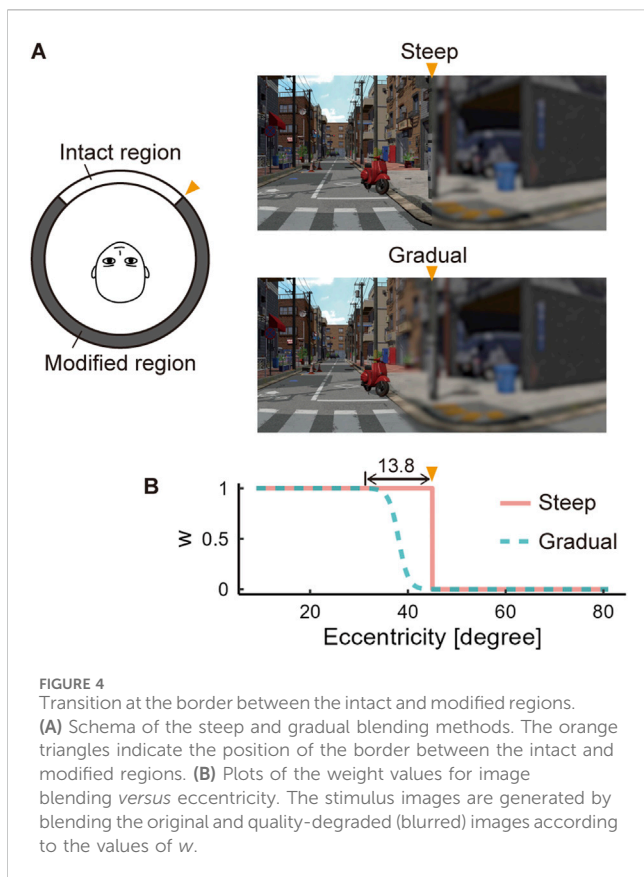 A
Steep
Intact region
Gradual
Modified region
B
13.8
1
0.5
0
w
Steep
Gradual
20
40
60
80
Eccentricity [degree]
FIGURE 4
Transition at the border between the intact and modified regions.
(A) Schema of the steep and gradual blending methods. The orange
triangles indicate the position of the border between the intact and
modified regions. (B) Plots of the weight values for image
blending versus eccentricity. The stimulus images are generated by
blending the original and quality-degraded (blurred) images according
to the values of w.